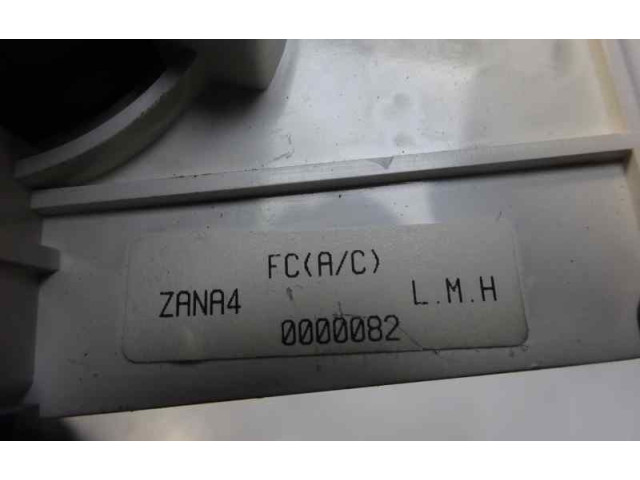 FC(A/C)
ZANA4 L.M.H
0000082